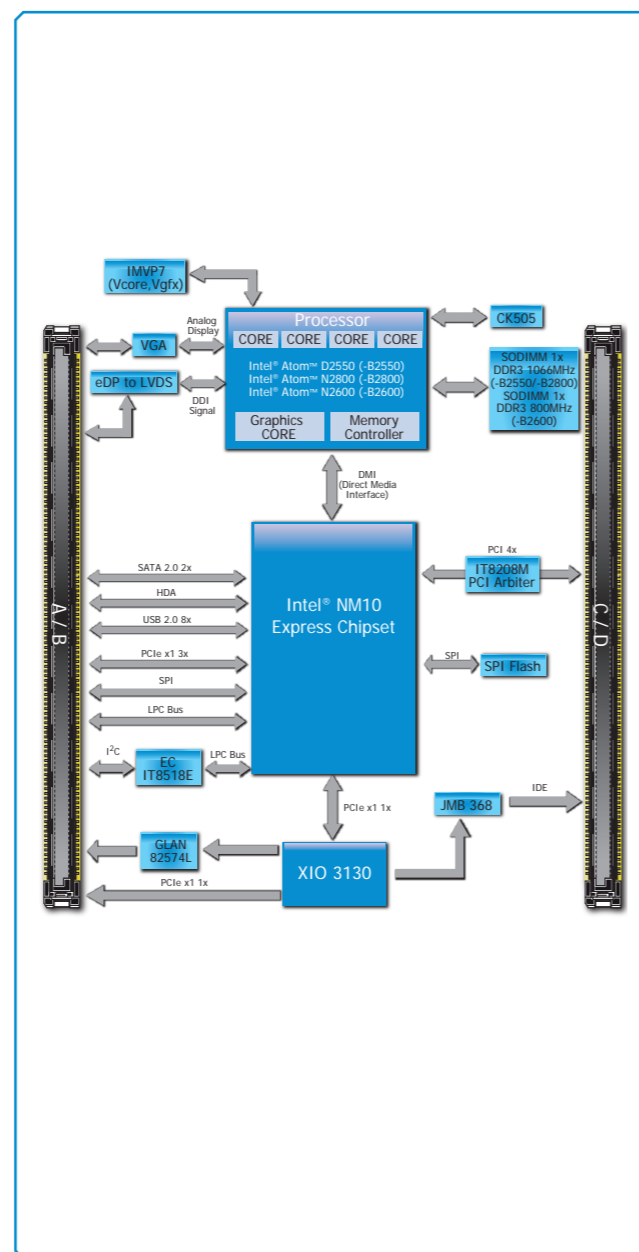 IMVP7
(Vcore,Vgfx)
Processor
CORE CORE CORE CORE
Intel® Atom™ D2550 (-B2550)
Intel® Atom™ N2800 (-B2800)
Intel® Atom™ N2600 (-B2600)
Graphics
CORE
Memory
Controller
CK505
Analog
Display
VGA
eDP to LVDS
DDI
Signal
SODIMM 1x
DDR3 1066MHz
(-B2550/-B2800)
SODIMM 1x
DDR3 800MHz
(-B2600)
DMI
(Direct Media
Interface)
A / B
C / D
SATA 2.0 2x
HDA
USB 2.0 8x
PCIe x1 3x
SPI
LPC Bus
Intel® NM10
Express Chipset
PCI 4x
IT8208M
PCI Arbiter
SPI
SPI Flash
I²C
EC
IT8518E
LPC Bus
PCIe x1 1x
JMB 368
IDE
GLAN
82574L
XIO 3130
PCIe x1 1x